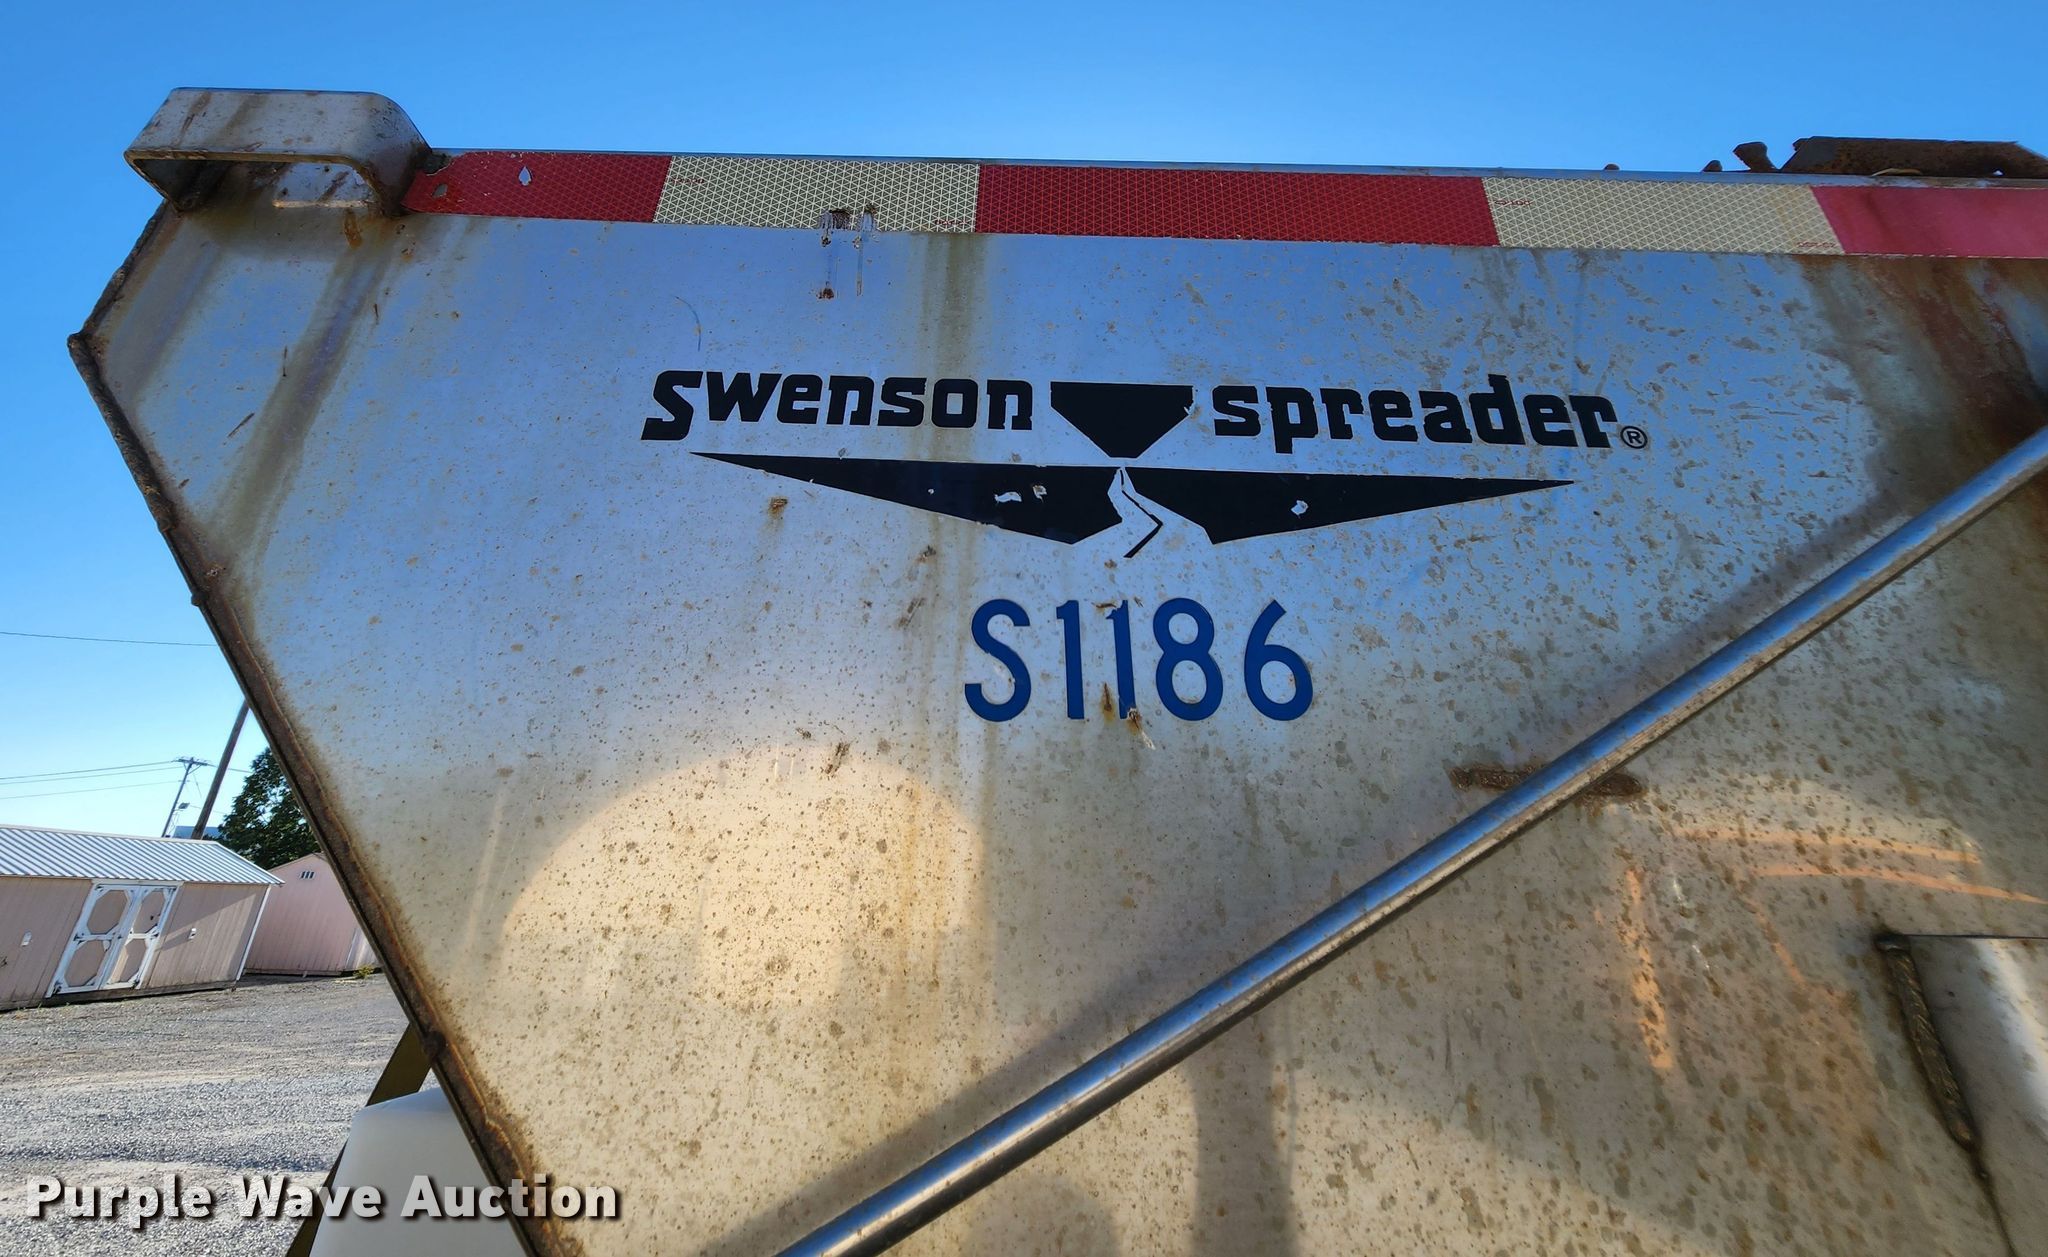 Swenson spreader®
S1186
Purple Wave Auction